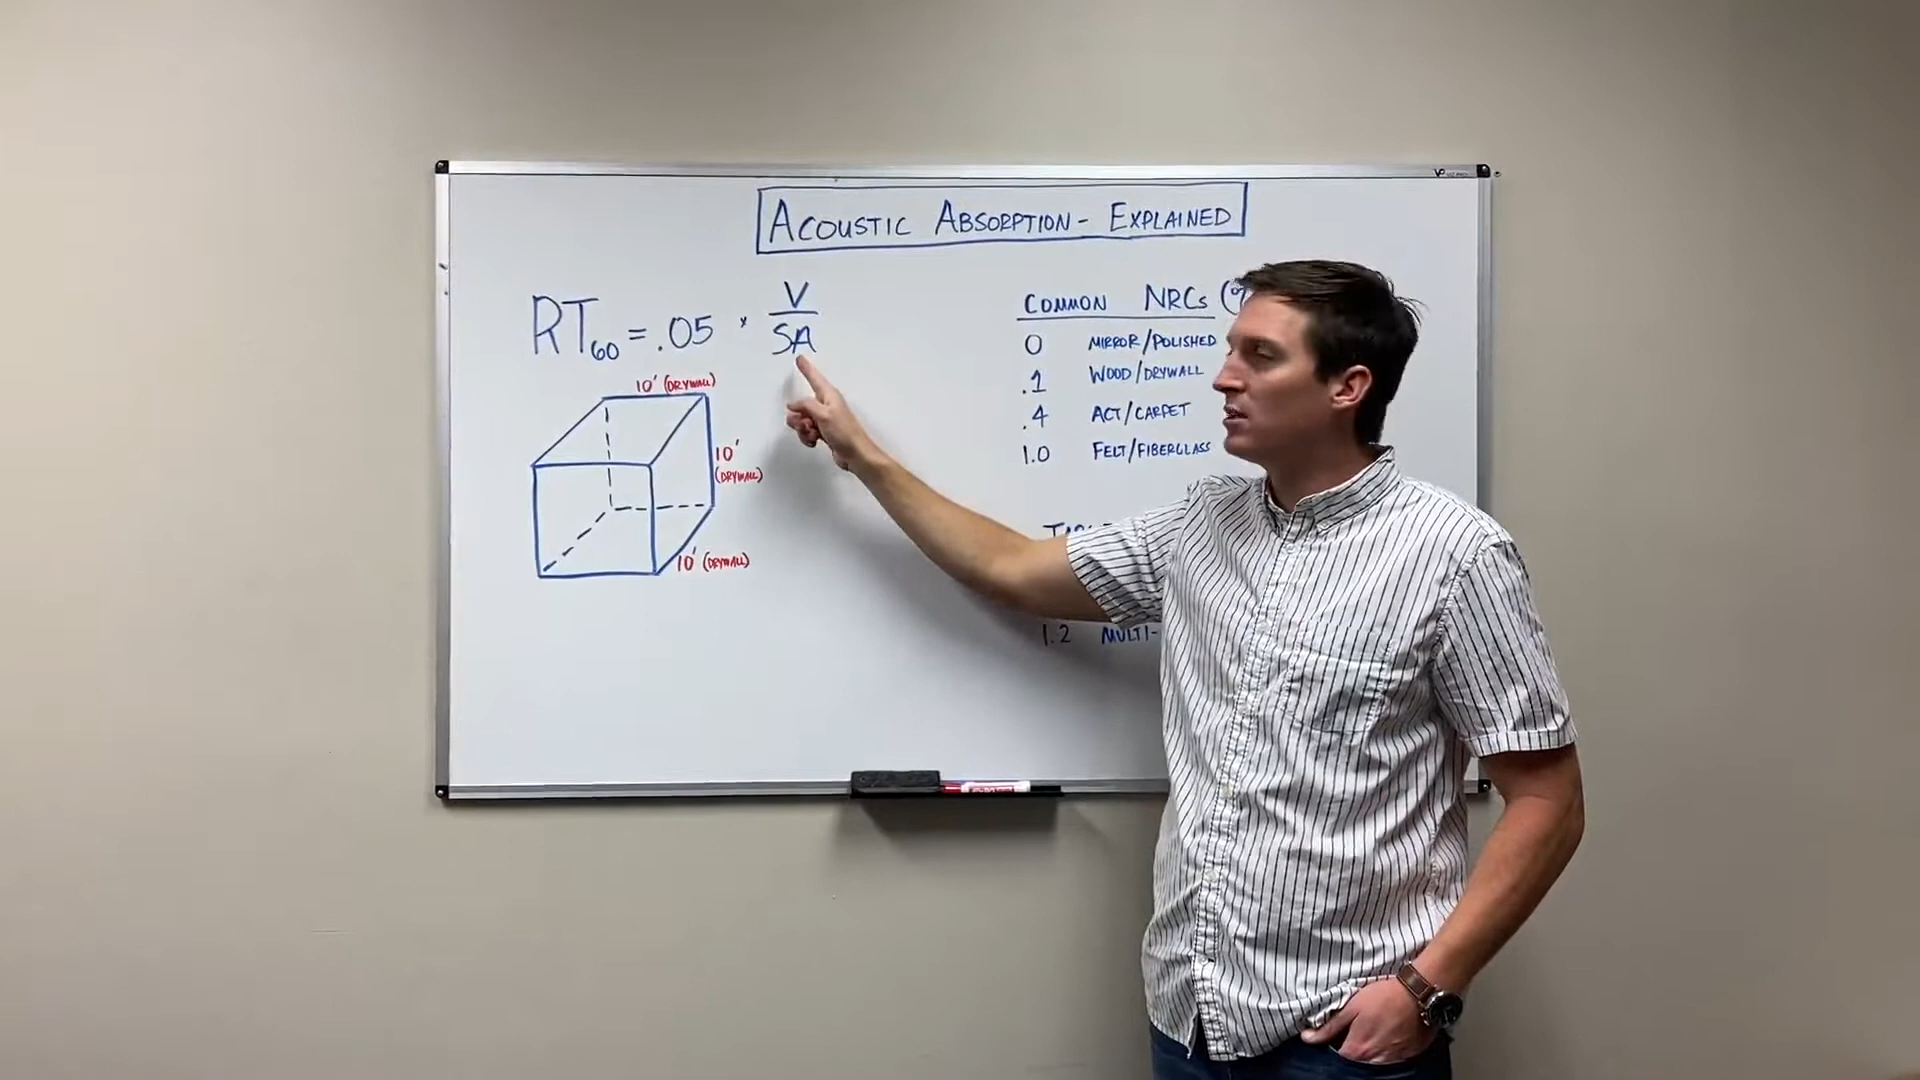 ACOUSTIC ABSORPTION - EXPLAINED
RT60 = .05 × V/SA
10' (DRYWALL)
10'
(DRYWALL)
10' (DRYWALL)
COMMON NRCs
0 MIRROR/POLISHED
.1 WOOD/DRYWALL
.4 ACT/CARPET
1.0 FELT/FIBERGLASS
1.2 MULTI-